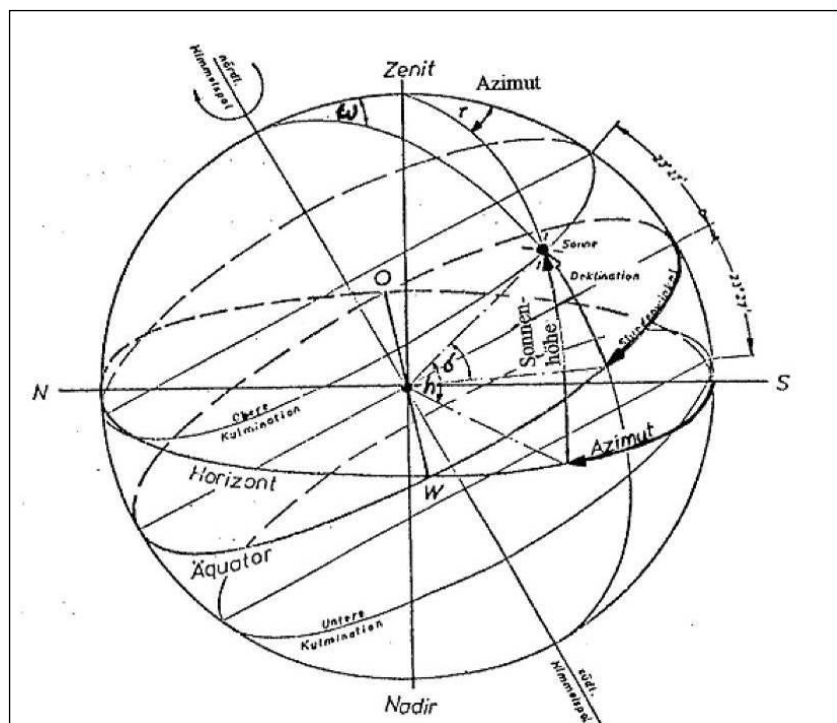 nördl.
Himmelspol
Zenit
Azimut
ω
τ
23°27'
23°27'
Sonne
Deklination
Stundenwinkel
Sonnen-
höhe
O
δ
h
N
S
Obere
Kulmination
Azimut
Horizont
W
Äquator
Untere
Kulmination
Nadir
südl.
Himmelspol